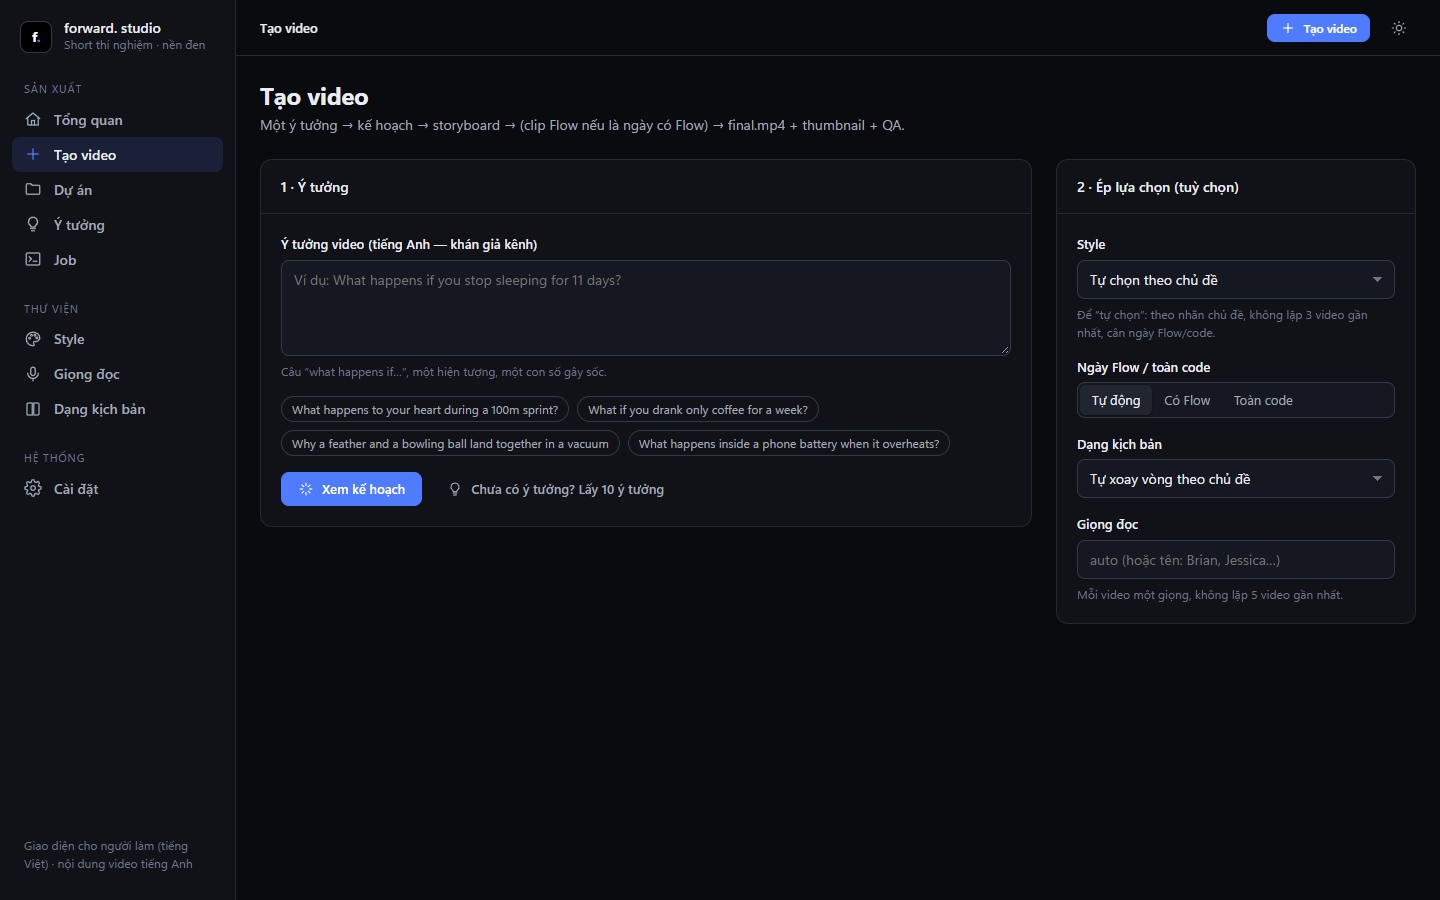 f.
forward. studio
Short thí nghiệm · nền đen
SẢN XUẤT
Tổng quan
Tạo video
Dự án
Ý tưởng
Job
THƯ VIỆN
Style
Giọng đọc
Dạng kịch bản
HỆ THỐNG
Cài đặt
Giao diện cho người làm (tiếng
Việt) · nội dung video tiếng Anh
Tạo video
Tạo video
Tạo video
Một ý tưởng → kế hoạch → storyboard → (clip Flow nếu là ngày có Flow) → final.mp4 + thumbnail + QA.
1 · Ý tưởng
Ý tưởng video (tiếng Anh — khán giả kênh)
Ví dụ: What happens if you stop sleeping for 11 days?
Câu "what happens if...", một hiện tượng, một con số gây sốc.
What happens to your heart during a 100m sprint?
What if you drank only coffee for a week?
Why a feather and a bowling ball land together in a vacuum
What happens inside a phone battery when it overheats?
Xem kế hoạch
Chưa có ý tưởng? Lấy 10 ý tưởng
2 · Ép lựa chọn (tuỳ chọn)
Style
Tự chọn theo chủ đề
Để "tự chọn": theo nhãn chủ đề, không lặp 3 video gần
nhất, cân ngày Flow/code.
Ngày Flow / toàn code
Tự động
Có Flow
Toàn code
Dạng kịch bản
Tự xoay vòng theo chủ đề
Giọng đọc
auto (hoặc tên: Brian, Jessica...)
Mỗi video một giọng, không lặp 5 video gần nhất.